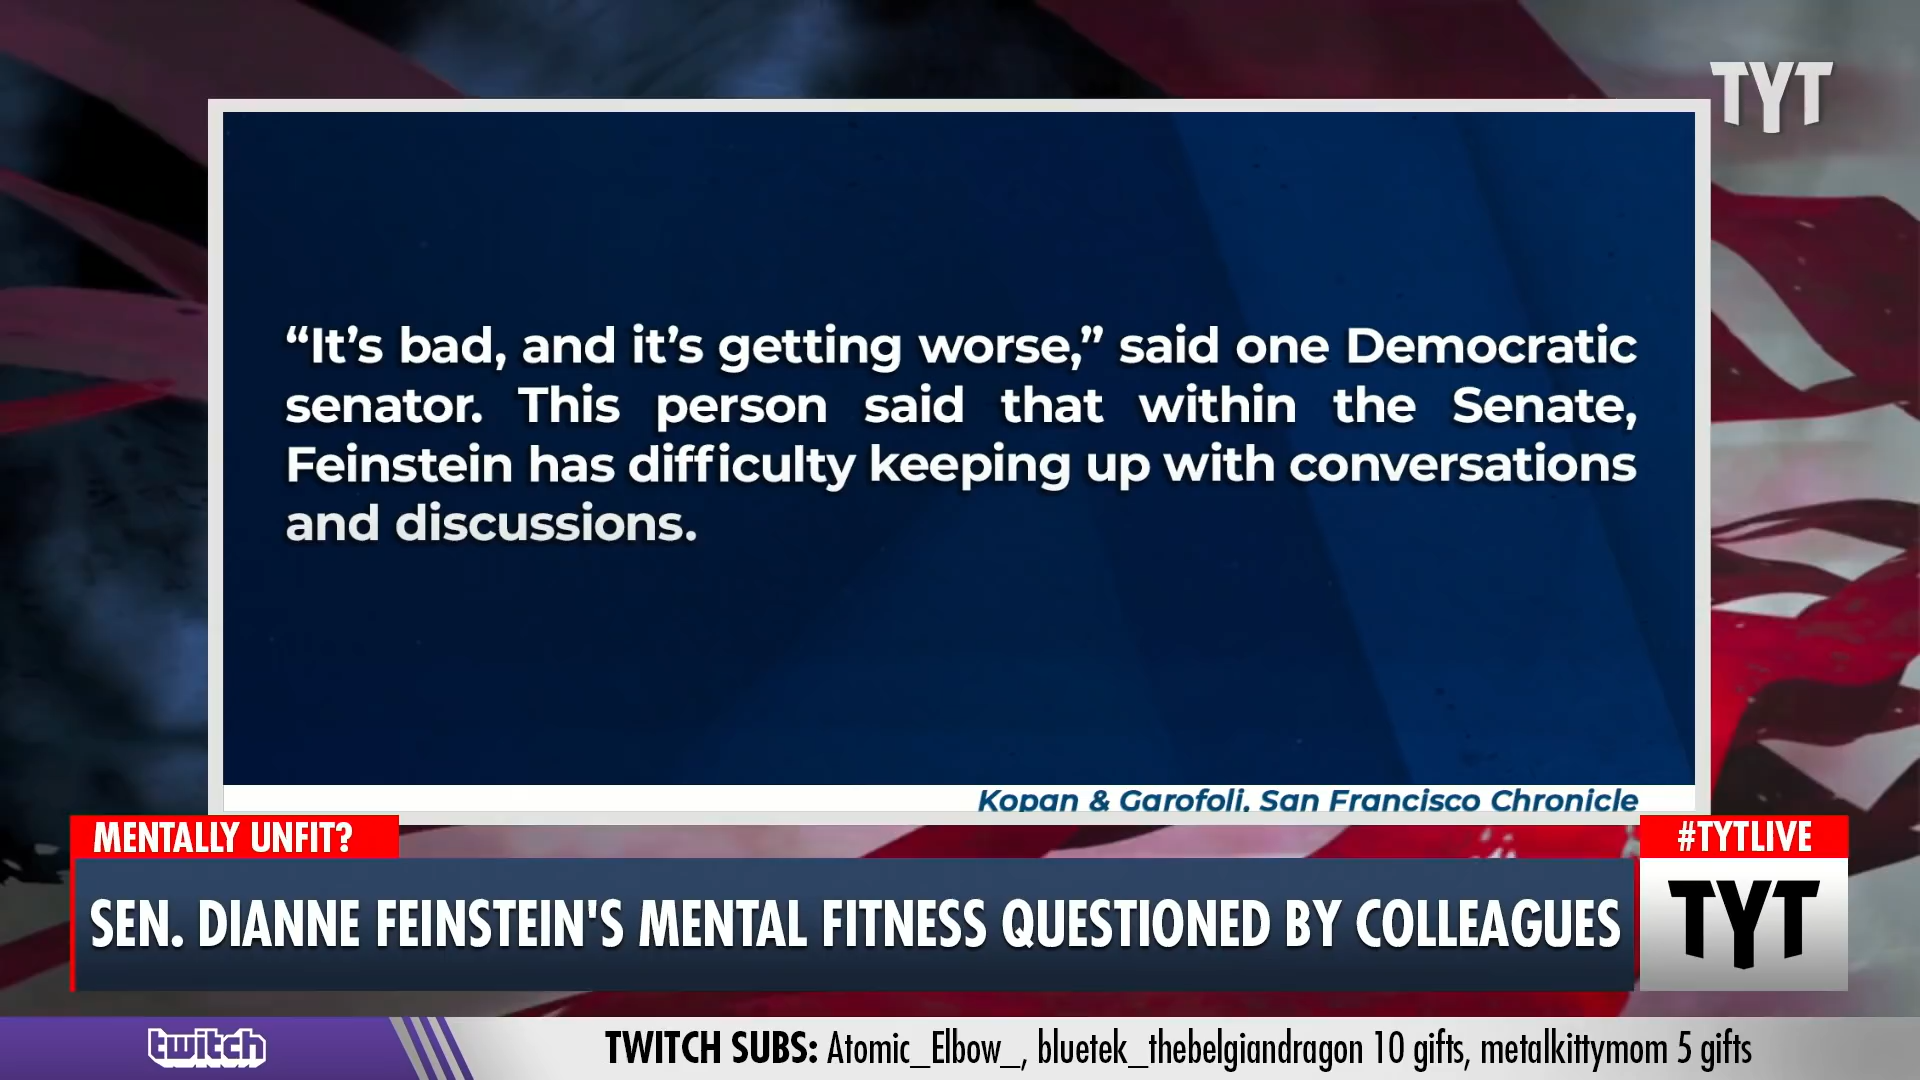 TYT
“It’s bad, and it’s getting worse,” said one Democratic
senator. This person said that within the Senate,
Feinstein has difficulty keeping up with conversations
and discussions.
Kopan & Garofoli, San Francisco Chronicle
MENTALLY UNFIT?
#TYTLIVE
SEN. DIANNE FEINSTEIN'S MENTAL FITNESS QUESTIONED BY COLLEAGUES
TYT
twitch
TWITCH SUBS: Atomic_Elbow_, bluetek_thebelgiandragon 10 gifts, metalkittymom 5 gifts